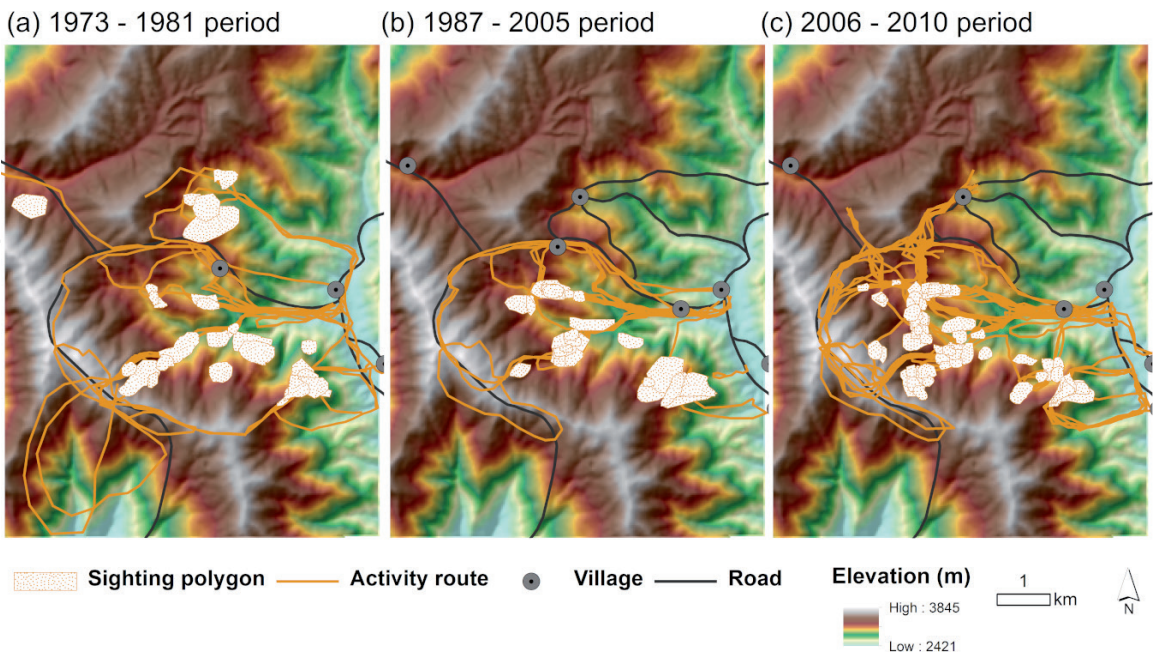 (a) 1973 - 1981 period
(b) 1987 - 2005 period
(c) 2006 - 2010 period
Sighting polygon
Activity route
Village
Road
Elevation (m)
High : 3845
Low : 2421
1
km
N